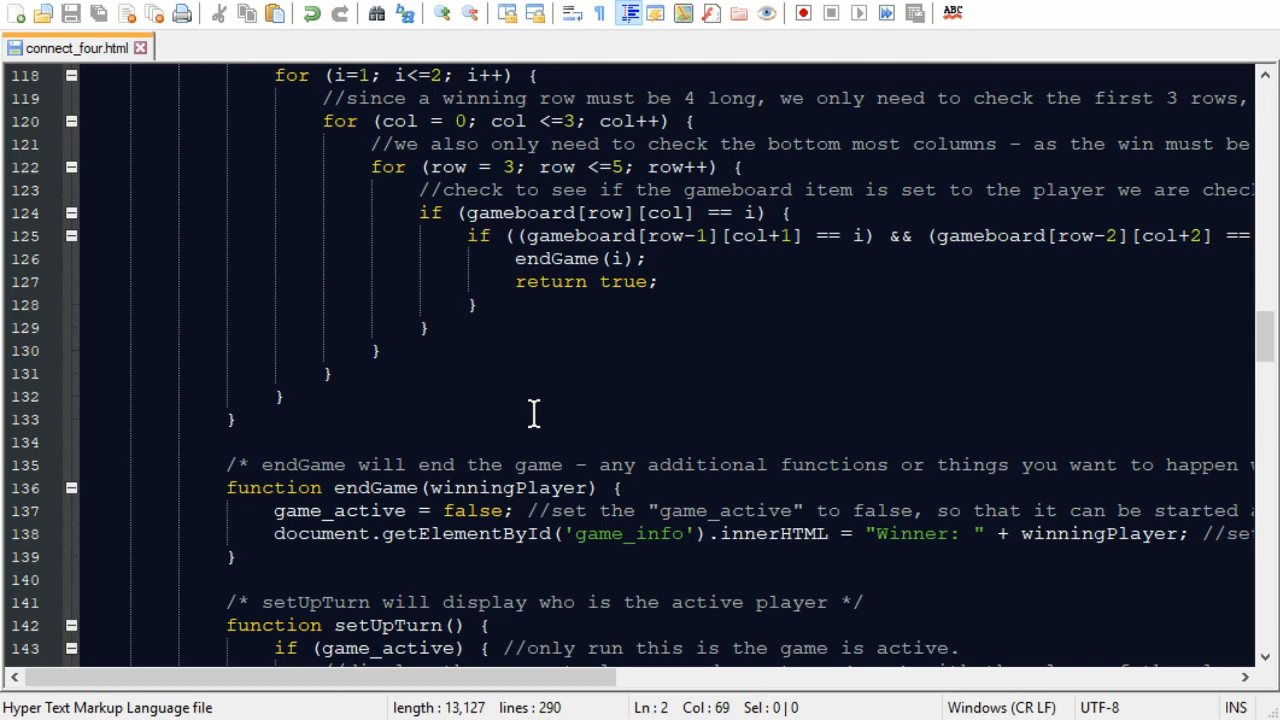 ABC
connect_four.html
118 for (i=1; i<=2; i++) {
119 //since a winning row must be 4 long, we only need to check the first 3 rows,
120 for (col = 0; col <=3; col++) {
121 //we also only need to check the bottom most columns - as the win must be
122 for (row = 3; row <=5; row++) {
123 //check to see if the gameboard item is set to the player we are
124 if (gameboard[row][col] == i) {
125 if ((gameboard[row-1][col+1] == i) && (gameboard[row-2][col+2] ==
126 endGame(i);
127 return true;
128 }
129 }
130 }
131 }
132 }
133 }
134
135 /* endGame will end the game - any additional functions or things you want to happen
136 function endGame(winningPlayer) {
137 game_active = false; //set the "game_active" to false, so that it can be started
138 document.getElementById('game_info').innerHTML = "Winner: " + winningPlayer; //
139 }
140
141 /* setUpTurn will display who is the active player */
142 function setUpTurn() {
143 if (game_active) { //only run this is the game is active.
Hyper Text Markup Language file length : 13,127 lines : 290 Ln : 2 Col : 69 Sel : 0 | 0 Windows (CR LF) UTF-8 INS